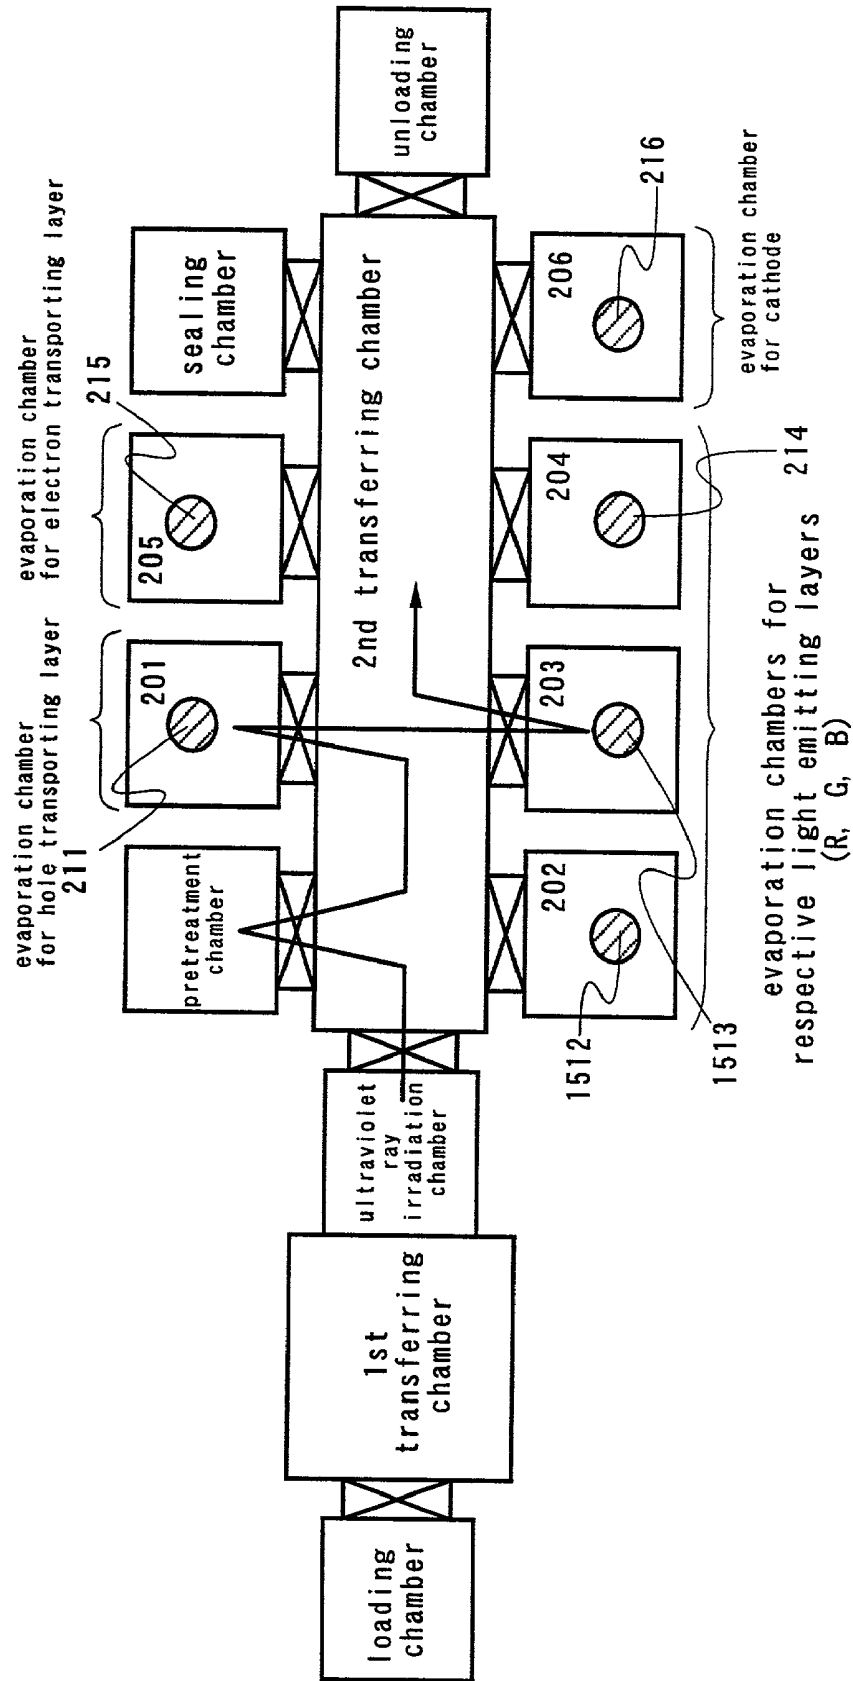 evaporation chamber
for hole transporting layer
211
evaporation chamber
for electron transporting layer
215
loading
chamber
1st
transferring
chamber
ultraviolet
ray
irradiation
chamber
pretreatment
chamber
201
205
sealing
chamber
2nd transferring chamber
unloading
chamber
202
203
204
206
1512
1513
214
216
evaporation chambers for
respective light emitting layers
(R, G, B)
evaporation chamber
for cathode